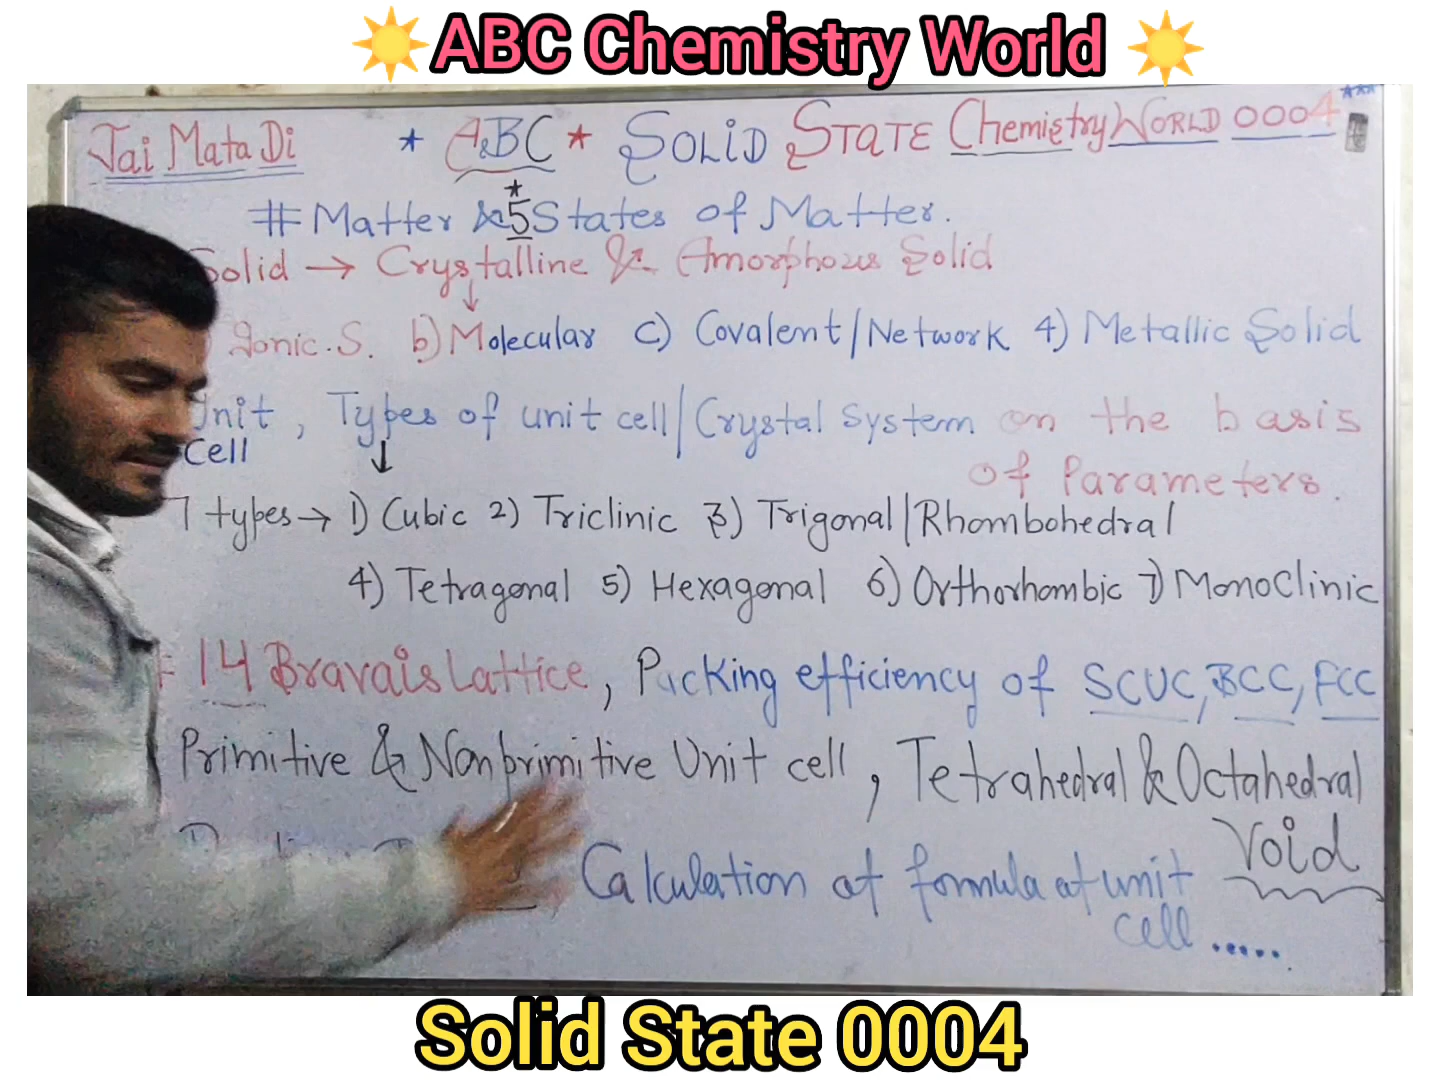 ABC Chemistry World
Jai Mata Di * ABC * SOLiD STATE Chemistry WORLD 0004
# Matter & 5 States of Matter.
Solid → Crystalline & Amorphous Solid
Ionic. S. b) Molecular c) Covalent/Network 4) Metallic Solid
Unit Cell, Types of unit cell/Crystal System on the basis
of Parameters.
7 types → 1) Cubic 2) Triclinic 3) Trigonal/Rhombohedral
4) Tetragonal 5) Hexagonal 6) Orthorhombic 7) MonoClinic
14 Bravais Lattice, Packing efficiency of SCUC, BCC, FCC
Primitive & Nonprimitive Unit cell, Tetrahedral & Octahedral
Void
Calculation of formula of unit
cell .....
Solid State 0004